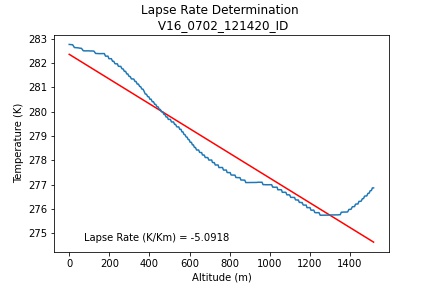 Lapse Rate Determination
V16_0702_121420_ID
283
282
281
280
279
278
277
276
275
Temperature (K)
Lapse Rate (K/Km) = -5.0918
0 200 400 600 800 1000 1200 1400
Altitude (m)